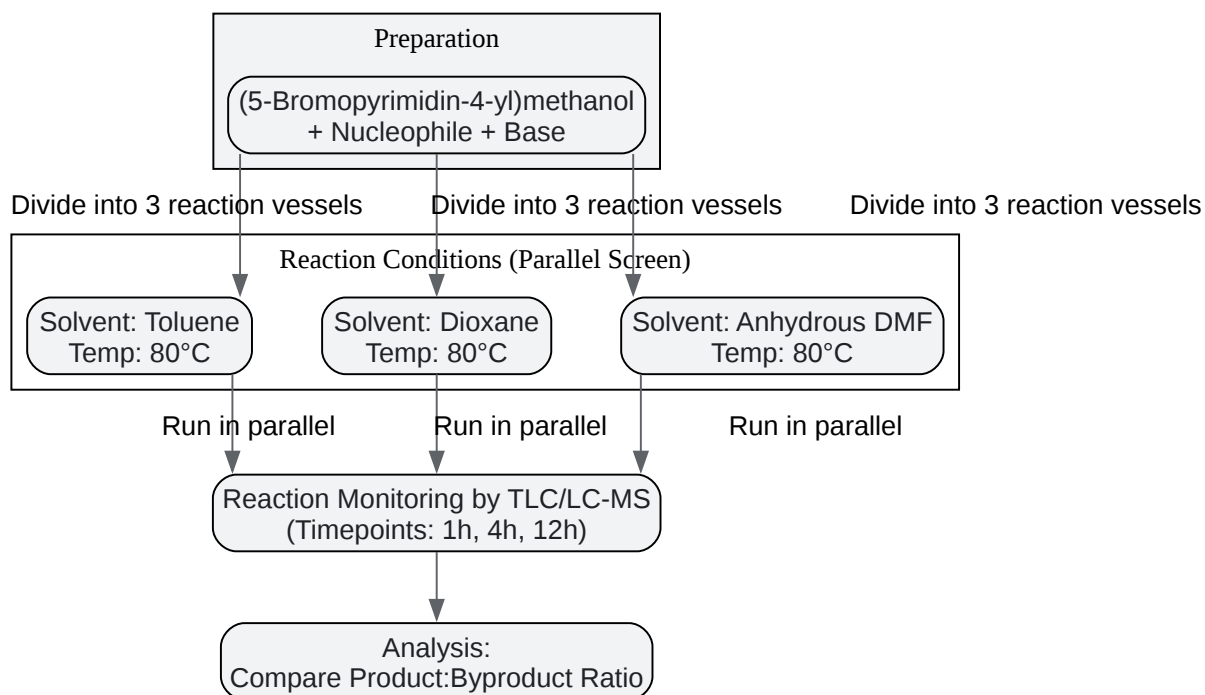 Preparation
(5-Bromopyrimidin-4-yl)methanol
+ Nucleophile + Base
Divide into 3 reaction vessels
Divide into 3 reaction vessels
Divide into 3 reaction vessels
Reaction Conditions (Parallel Screen)
Solvent: Toluene
Temp: 80°C
Solvent: Dioxane
Temp: 80°C
Solvent: Anhydrous DMF
Temp: 80°C
Run in parallel
Run in parallel
Run in parallel
Reaction Monitoring by TLC/LC-MS
(Timepoints: 1h, 4h, 12h)
Analysis:
Compare Product:Byproduct Ratio